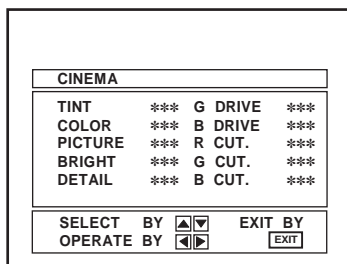 CINEMA
TINT *** G DRIVE ***
COLOR *** B DRIVE ***
PICTURE *** R CUT. ***
BRIGHT *** G CUT. ***
DETAIL *** B CUT. ***
SELECT BY ▲▼ EXIT BY
OPERATE BY ◀▶ EXIT